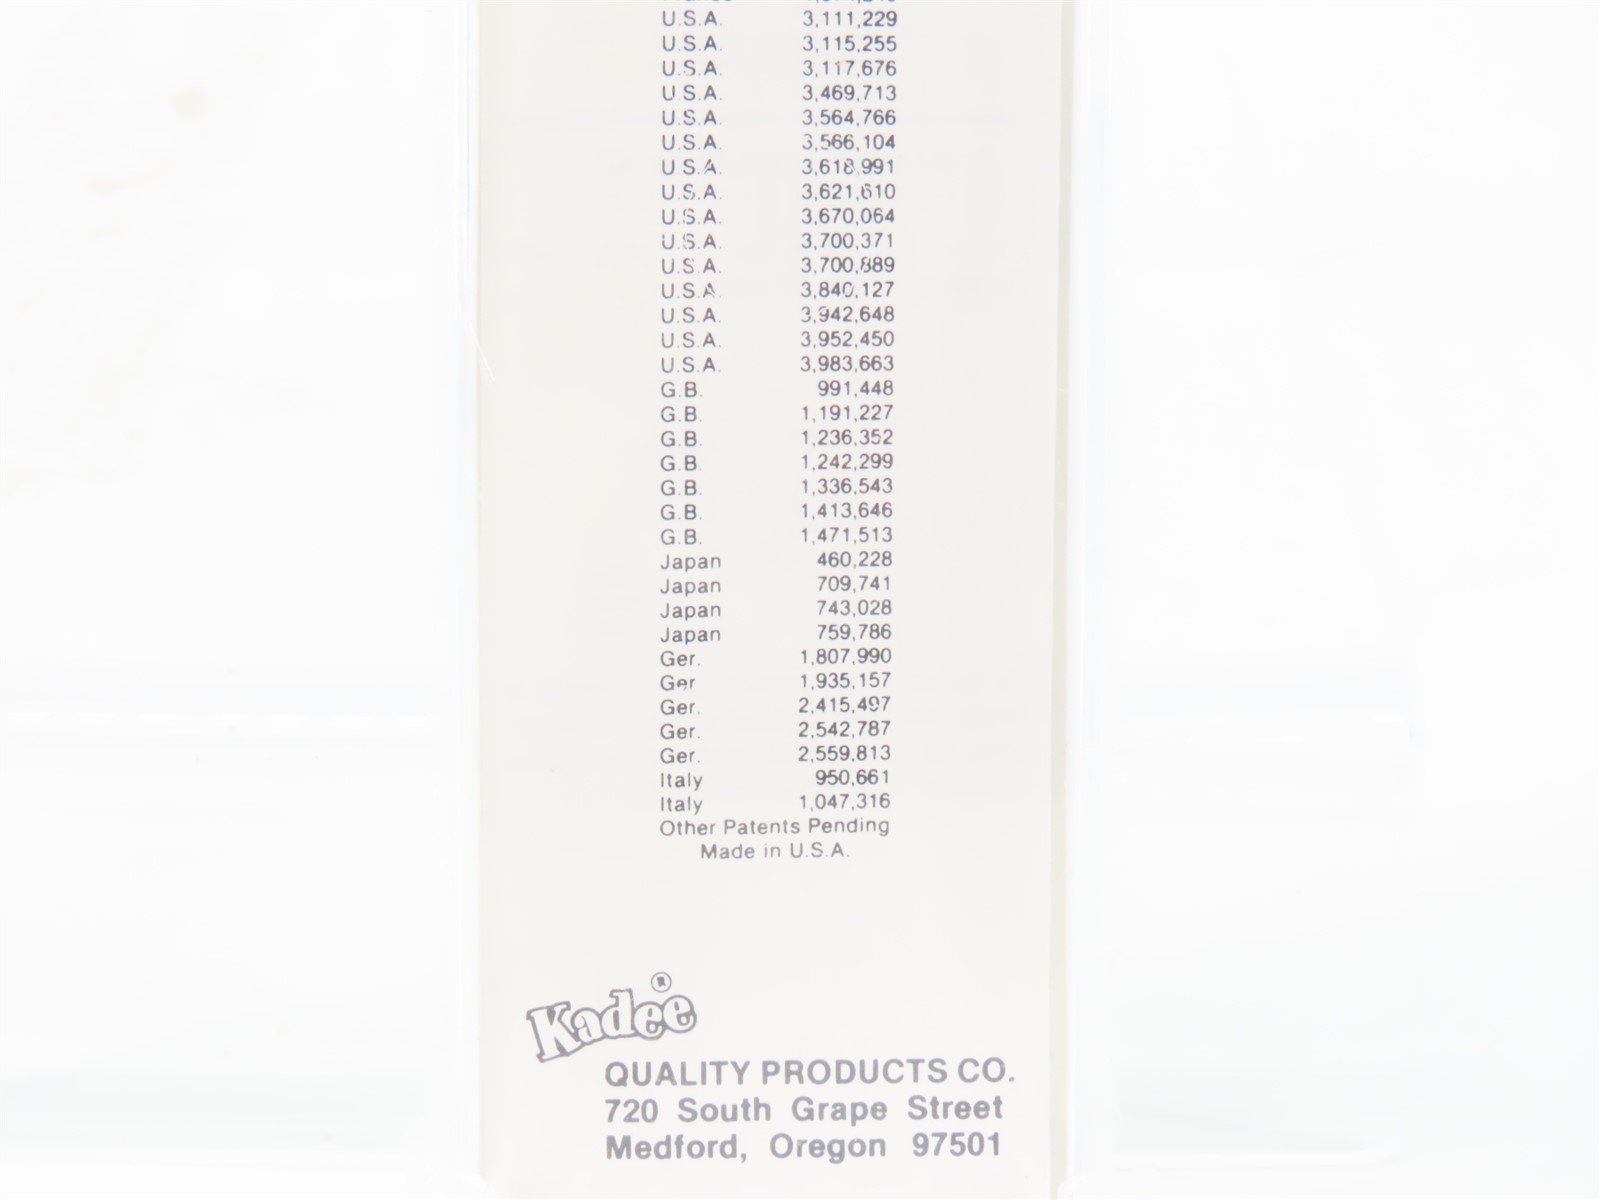 U.S.A. 3,111,229
U.S.A. 3,115,255
U.S.A. 3,117,676
U.S.A. 3,469,713
U.S.A. 3,564,766
U.S.A. 3,566,104
U.S.A. 3,618,991
U.S.A. 3,621,610
U.S.A. 3,670,064
U.S.A. 3,700,371
U.S.A. 3,700,889
U.S.A. 3,840,127
U.S.A. 3,942,648
U.S.A. 3,952,450
U.S.A. 3,983,663
G.B. 991,448
G.B. 1,191,227
G.B. 1,236,352
G.B. 1,242,299
G.B. 1,336,543
G.B. 1,413,646
G.B. 1,471,513
Japan 460,228
Japan 709,741
Japan 743,028
Japan 759,786
Ger. 1,807,990
Ger 1,935,157
Ger. 2,415,497
Ger. 2,542,787
Ger. 2,559,813
Italy 950,661
Italy 1,047,316
Other Patents Pending
Made in U.S.A.
Kadee®
QUALITY PRODUCTS CO.
720 South Grape Street
Medford, Oregon 97501